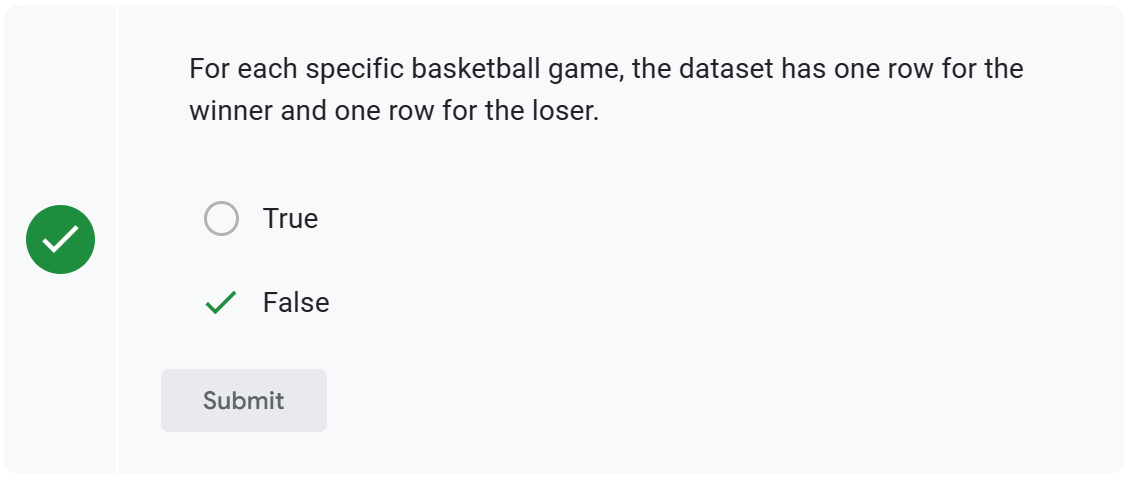 For each specific basketball game, the dataset has one row for the
winner and one row for the loser.
True
False
Submit